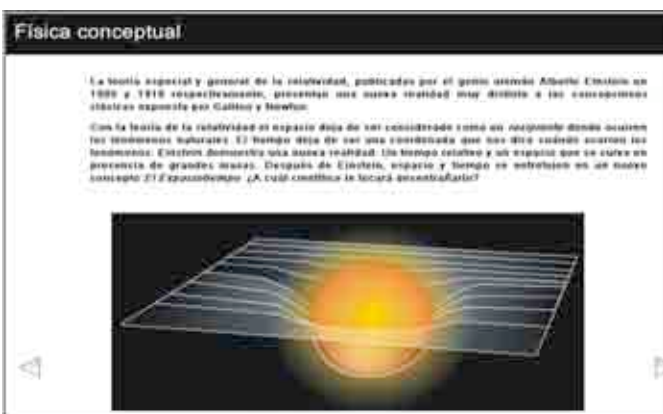 Física conceptual
La teoría especial y general de la relatividad, publicadas por el genio alemán Alberto Einstein en
1905 y 1916 respectivamente, presentan una nueva realidad muy distinta a las concepciones
clásicas expuesta por Galileo y Newton.
Con la teoría de la relatividad el espacio deja de ser considerado como un recipiente donde ocurren
los fenómenos naturales. El tiempo deja de ser una coordenada que nos dice cuándo ocurren los
fenómenos. Einstein demuestra una nueva realidad. Un tiempo relativo y un espacio que se curva en
presencia de grandes masas. Después de Einstein, espacio y tiempo se entretejen en un nuevo
concepto El Espaciotiempo. ¿A cuál científico le tocará desentrañarlo?